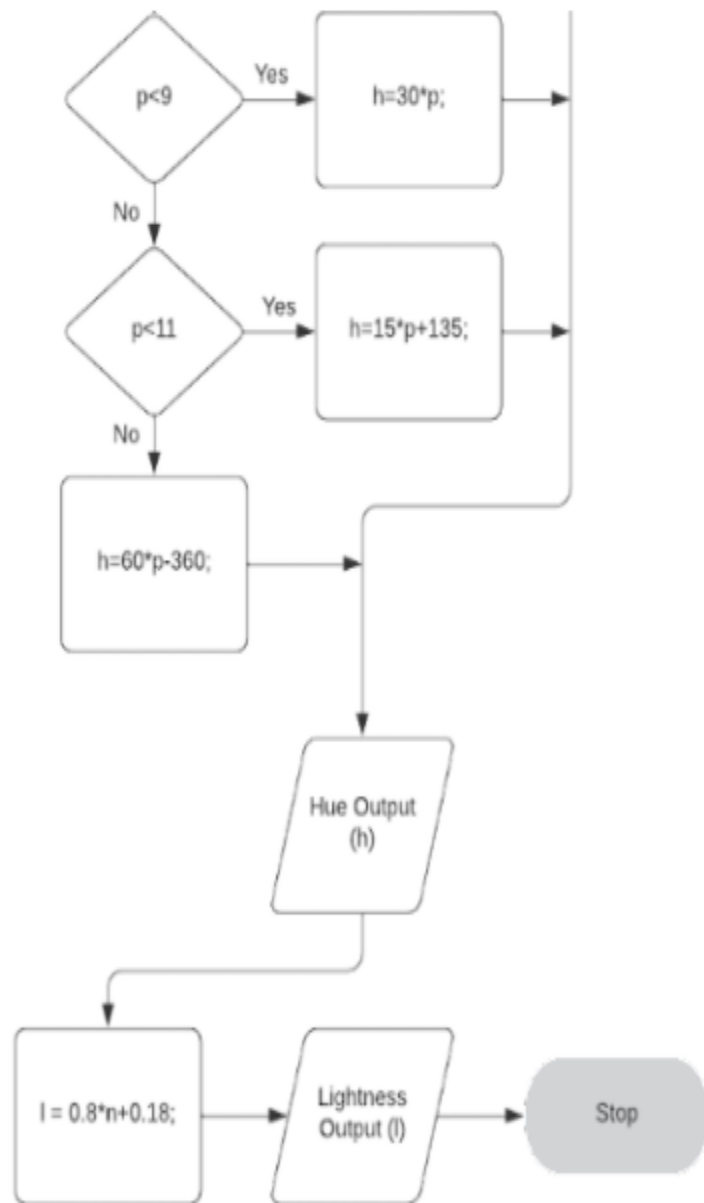 p<9
Yes
h=30*p;
No
p<11
Yes
h=15*p+135;
No
h=60*p-360;
Hue Output
(h)
l = 0.8*n+0.18;
Lightness
Output (l)
Stop